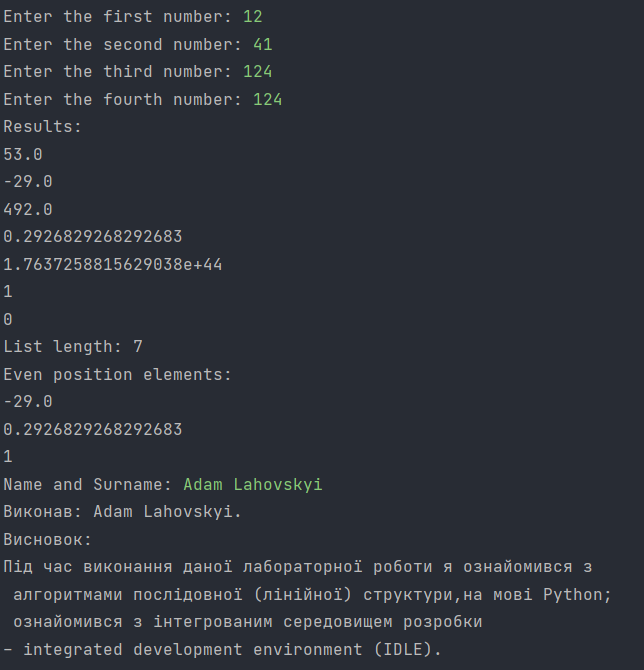 Enter the first number: 12
Enter the second number: 41
Enter the third number: 124
Enter the fourth number: 124
Results:
53.0
-29.0
492.0
0.2926829268292683
1.7637258815629038e+44
1
0
List length: 7
Even position elements:
-29.0
0.2926829268292683
1
Name and Surname: Adam Lahovskyi
Виконав: Adam Lahovskyi.
Висновок:
Під час виконання даної лабораторної роботи я ознайомився з
алгоритмами послідовної (лінійної) структури,на мові Python;
ознайомився з інтегрованим середовищем розробки
– integrated development environment (IDLE).